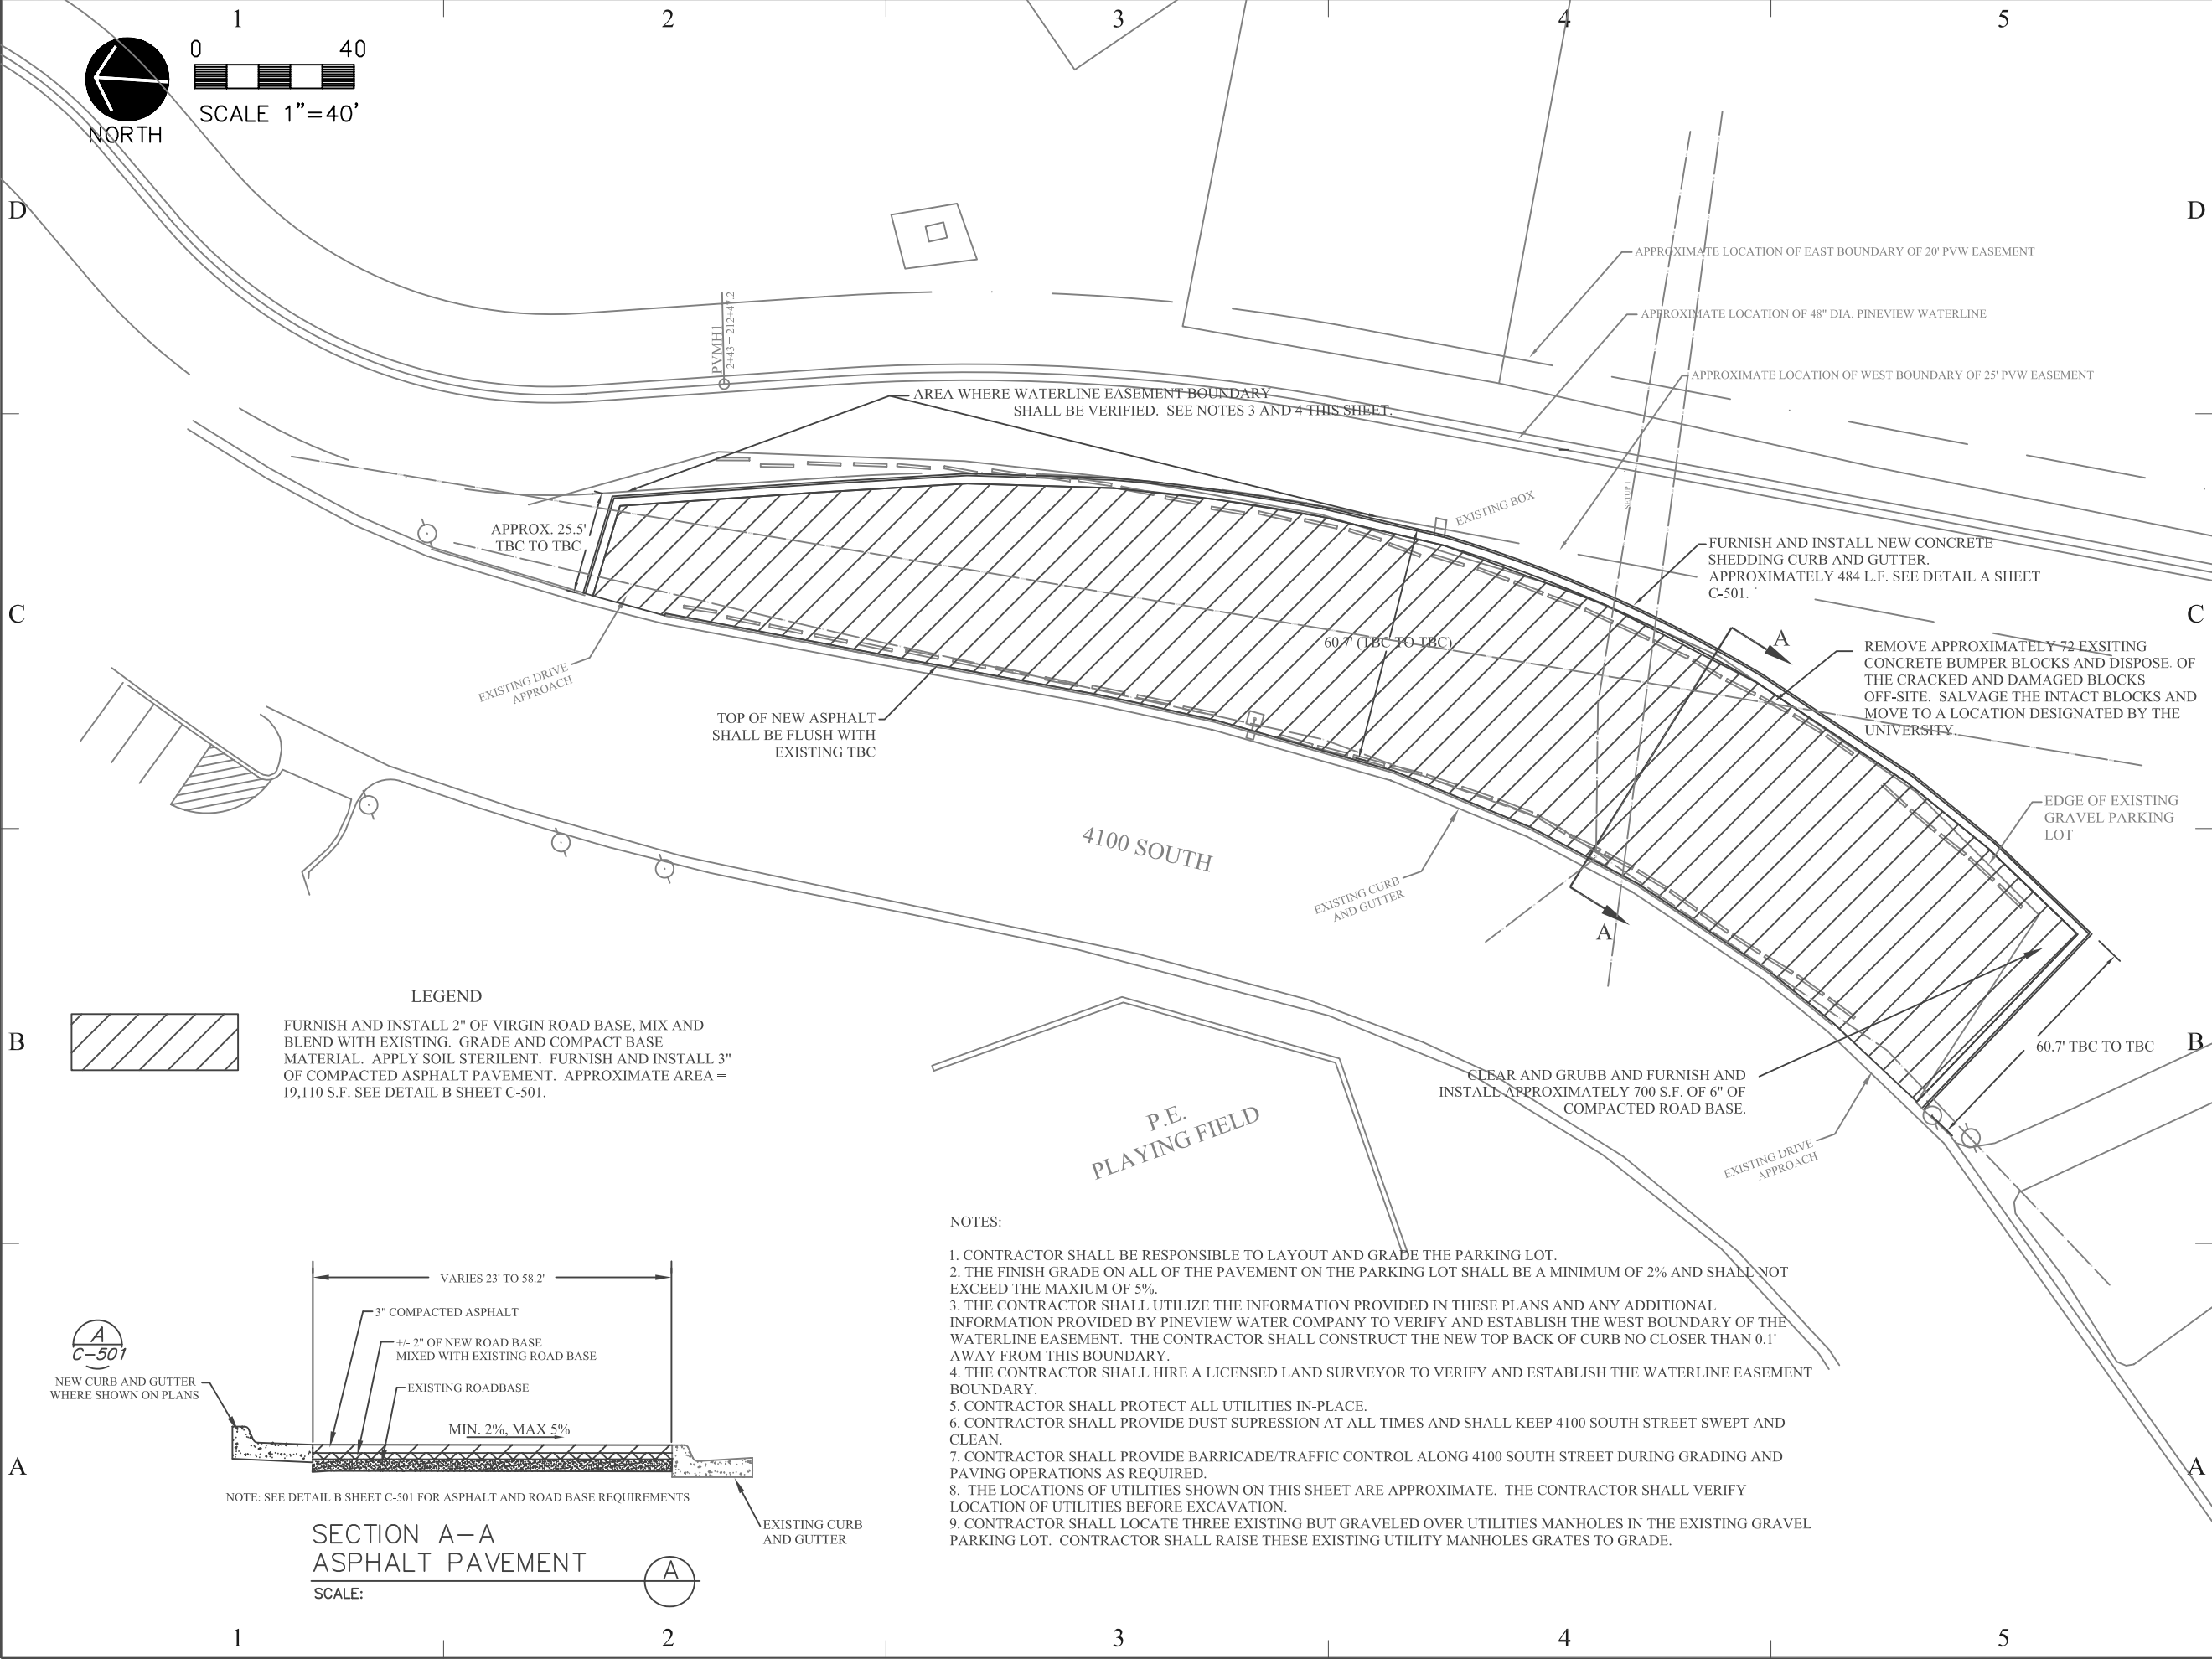 1 2 3 4 5
0 40
SCALE 1”=40’
NORTH
D D
APPROXIMATE LOCATION OF EAST BOUNDARY OF 20' PVW EASEMENT
APPROXIMATE LOCATION OF 48" DIA. PINEVIEW WATERLINE
PVMH1
2+43 = 212+47.2
APPROXIMATE LOCATION OF WEST BOUNDARY OF 25' PVW EASEMENT
AREA WHERE WATERLINE EASEMENT BOUNDARY
SHALL BE VERIFIED. SEE NOTES 3 AND 4 THIS SHEET.
SETUP 1
EXISTING BOX
APPROX. 25.5'
TBC TO TBC
FURNISH AND INSTALL NEW CONCRETE
SHEDDING CURB AND GUTTER.
APPROXIMATELY 484 L.F. SEE DETAIL A SHEET
C-501.
C C
60.7' (TBC TO TBC)
A
REMOVE APPROXIMATELY 72 EXSITING
CONCRETE BUMPER BLOCKS AND DISPOSE. OF
THE CRACKED AND DAMAGED BLOCKS
OFF-SITE. SALVAGE THE INTACT BLOCKS AND
MOVE TO A LOCATION DESIGNATED BY THE
UNIVERSITY.
EXISTING DRIVE
APPROACH
TOP OF NEW ASPHALT
SHALL BE FLUSH WITH
EXISTING TBC
EDGE OF EXISTING
GRAVEL PARKING
LOT
4100 SOUTH
EXISTING CURB
AND GUTTER
A
LEGEND
FURNISH AND INSTALL 2" OF VIRGIN ROAD BASE, MIX AND
BLEND WITH EXISTING. GRADE AND COMPACT BASE
MATERIAL. APPLY SOIL STERILENT. FURNISH AND INSTALL 3"
OF COMPACTED ASPHALT PAVEMENT. APPROXIMATE AREA =
19,110 S.F. SEE DETAIL B SHEET C-501.
B B
60.7' TBC TO TBC
CLEAR AND GRUBB AND FURNISH AND
INSTALL APPROXIMATELY 700 S.F. OF 6" OF
COMPACTED ROAD BASE.
P.E.
PLAYING FIELD
EXISTING DRIVE
APPROACH
NOTES:
1. CONTRACTOR SHALL BE RESPONSIBLE TO LAYOUT AND GRADE THE PARKING LOT.
2. THE FINISH GRADE ON ALL OF THE PAVEMENT ON THE PARKING LOT SHALL BE A MINIMUM OF 2% AND SHALL NOT
EXCEED THE MAXIUM OF 5%.
3. THE CONTRACTOR SHALL UTILIZE THE INFORMATION PROVIDED IN THESE PLANS AND ANY ADDITIONAL
INFORMATION PROVIDED BY PINEVIEW WATER COMPANY TO VERIFY AND ESTABLISH THE WEST BOUNDARY OF THE
WATERLINE EASEMENT. THE CONTRACTOR SHALL CONSTRUCT THE NEW TOP BACK OF CURB NO CLOSER THAN 0.1'
AWAY FROM THIS BOUNDARY.
4. THE CONTRACTOR SHALL HIRE A LICENSED LAND SURVEYOR TO VERIFY AND ESTABLISH THE WATERLINE EASEMENT
BOUNDARY.
5. CONTRACTOR SHALL PROTECT ALL UTILITIES IN-PLACE.
6. CONTRACTOR SHALL PROVIDE DUST SUPRESSION AT ALL TIMES AND SHALL KEEP 4100 SOUTH STREET SWEPT AND
CLEAN.
7. CONTRACTOR SHALL PROVIDE BARRICADE/TRAFFIC CONTROL ALONG 4100 SOUTH STREET DURING GRADING AND
PAVING OPERATIONS AS REQUIRED.
8. THE LOCATIONS OF UTILITIES SHOWN ON THIS SHEET ARE APPROXIMATE. THE CONTRACTOR SHALL VERIFY
LOCATION OF UTILITIES BEFORE EXCAVATION.
9. CONTRACTOR SHALL LOCATE THREE EXISTING BUT GRAVELED OVER UTILITIES MANHOLES IN THE EXISTING GRAVEL
PARKING LOT. CONTRACTOR SHALL RAISE THESE EXISTING UTILITY MANHOLES GRATES TO GRADE.
VARIES 23' TO 58.2'
3" COMPACTED ASPHALT
+/- 2" OF NEW ROAD BASE
MIXED WITH EXISTING ROAD BASE
EXISTING ROADBASE
A
C-501
NEW CURB AND GUTTER
WHERE SHOWN ON PLANS
MIN. 2%, MAX 5%
A A
NOTE: SEE DETAIL B SHEET C-501 FOR ASPHALT AND ROAD BASE REQUIREMENTS
EXISTING CURB
AND GUTTER
SECTION A-A
ASPHALT PAVEMENT
A
SCALE:
1 2 3 4 5